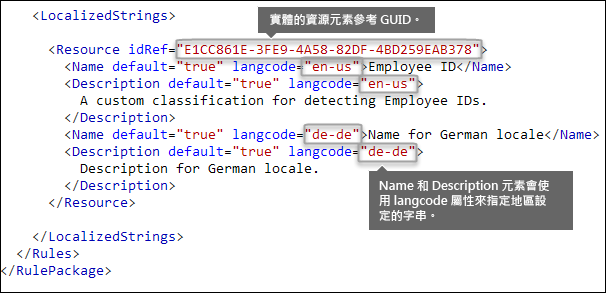 <LocalizedStrings>
實體的資源元素參考 GUID。
<Resource idRef="E1CC861E-3FE9-4A58-82DF-4BD259EAB378">
<Name default="true" langcode="en-us">Employee ID</Name>
<Description default="true" langcode="en-us">
A custom classification for detecting Employee IDs.
</Description>
<Name default="true" langcode="de-de">Name for German locale</Name>
<Description default="true" langcode="de-de">
Description for German locale.
</Description>
</Resource>
Name 和 Description 元素會使
用 langcode 屬性來指定地區設
定的字串。
</LocalizedStrings>
</Rules>
</RulePackage>